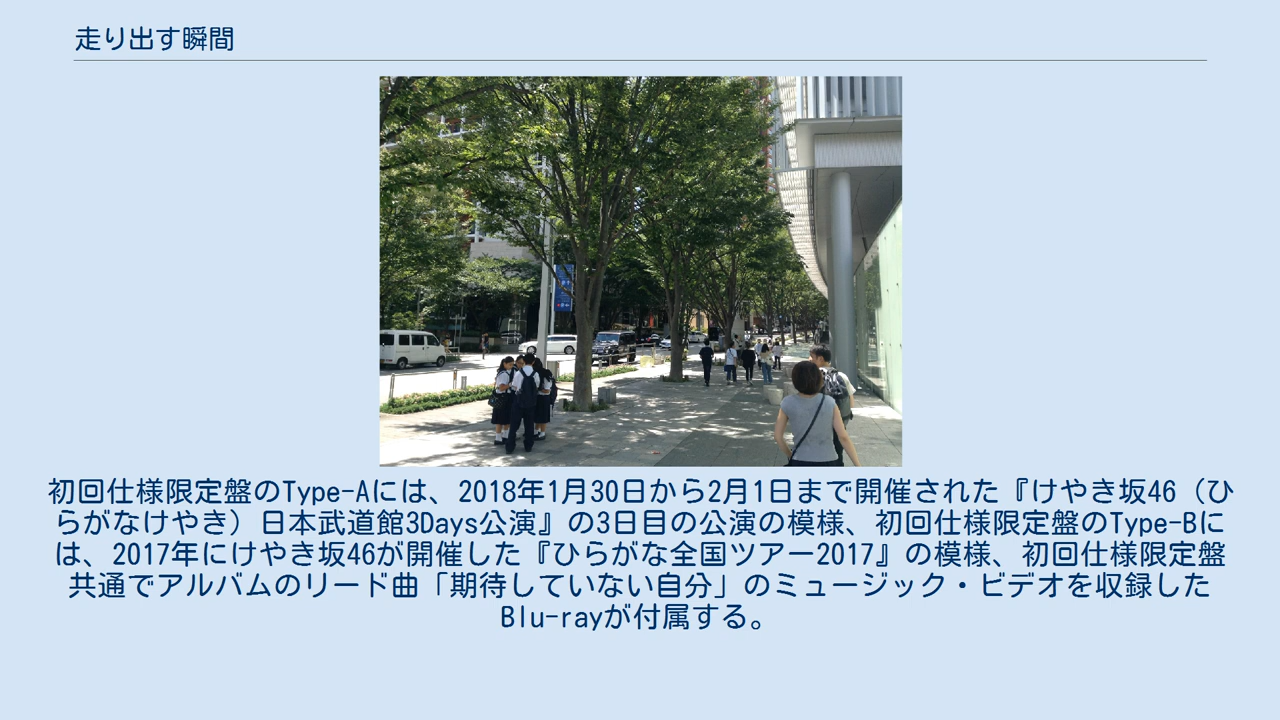 走り出す瞬間
初回仕様限定盤のType-Aには、2018年1月30日から2月1日まで開催された『けやき坂46（ひ
らがなけやき）日本武道館3Days公演』の3日目の公演の模様、初回仕様限定盤のType-Bに
は、2017年にけやき坂46が開催した『ひらがな全国ツアー2017』の模様、初回仕様限定盤
共通でアルバムのリード曲「期待していない自分」のミュージック・ビデオを収録した
Blu-rayが付属する。